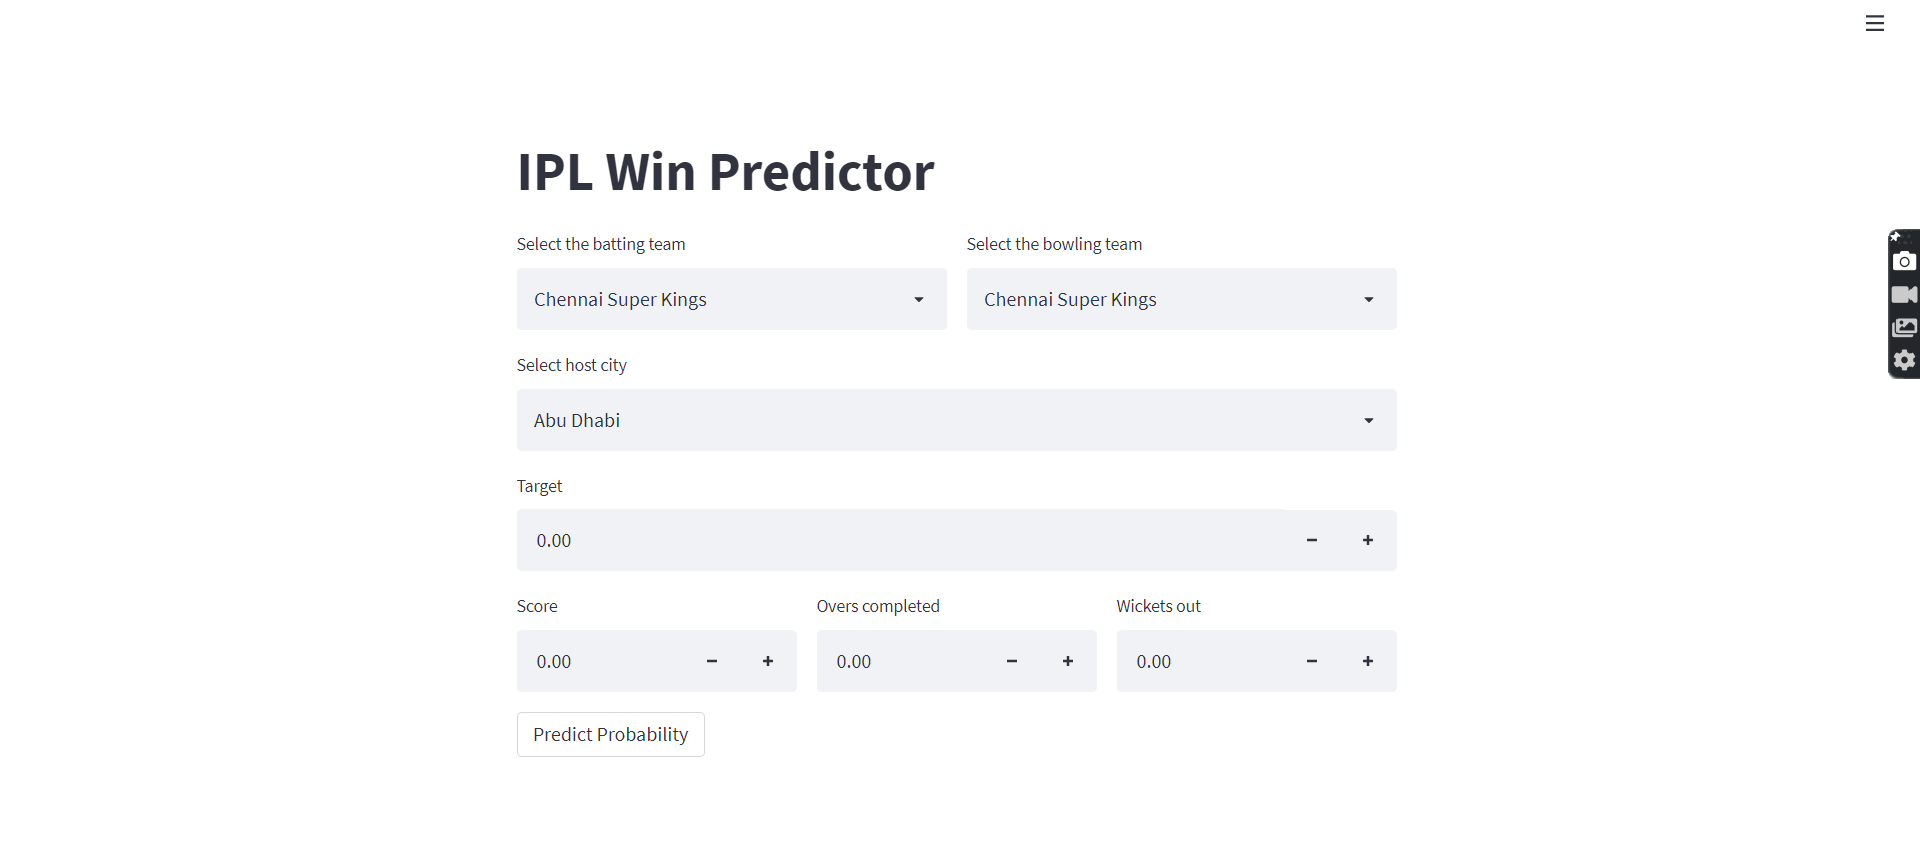 IPL Win Predictor
Select the batting team
Select the bowling team
Chennai Super Kings
Chennai Super Kings
Select host city
Abu Dhabi
Target
0.00
Score
Overs completed
Wickets out
0.00
0.00
0.00
Predict Probability